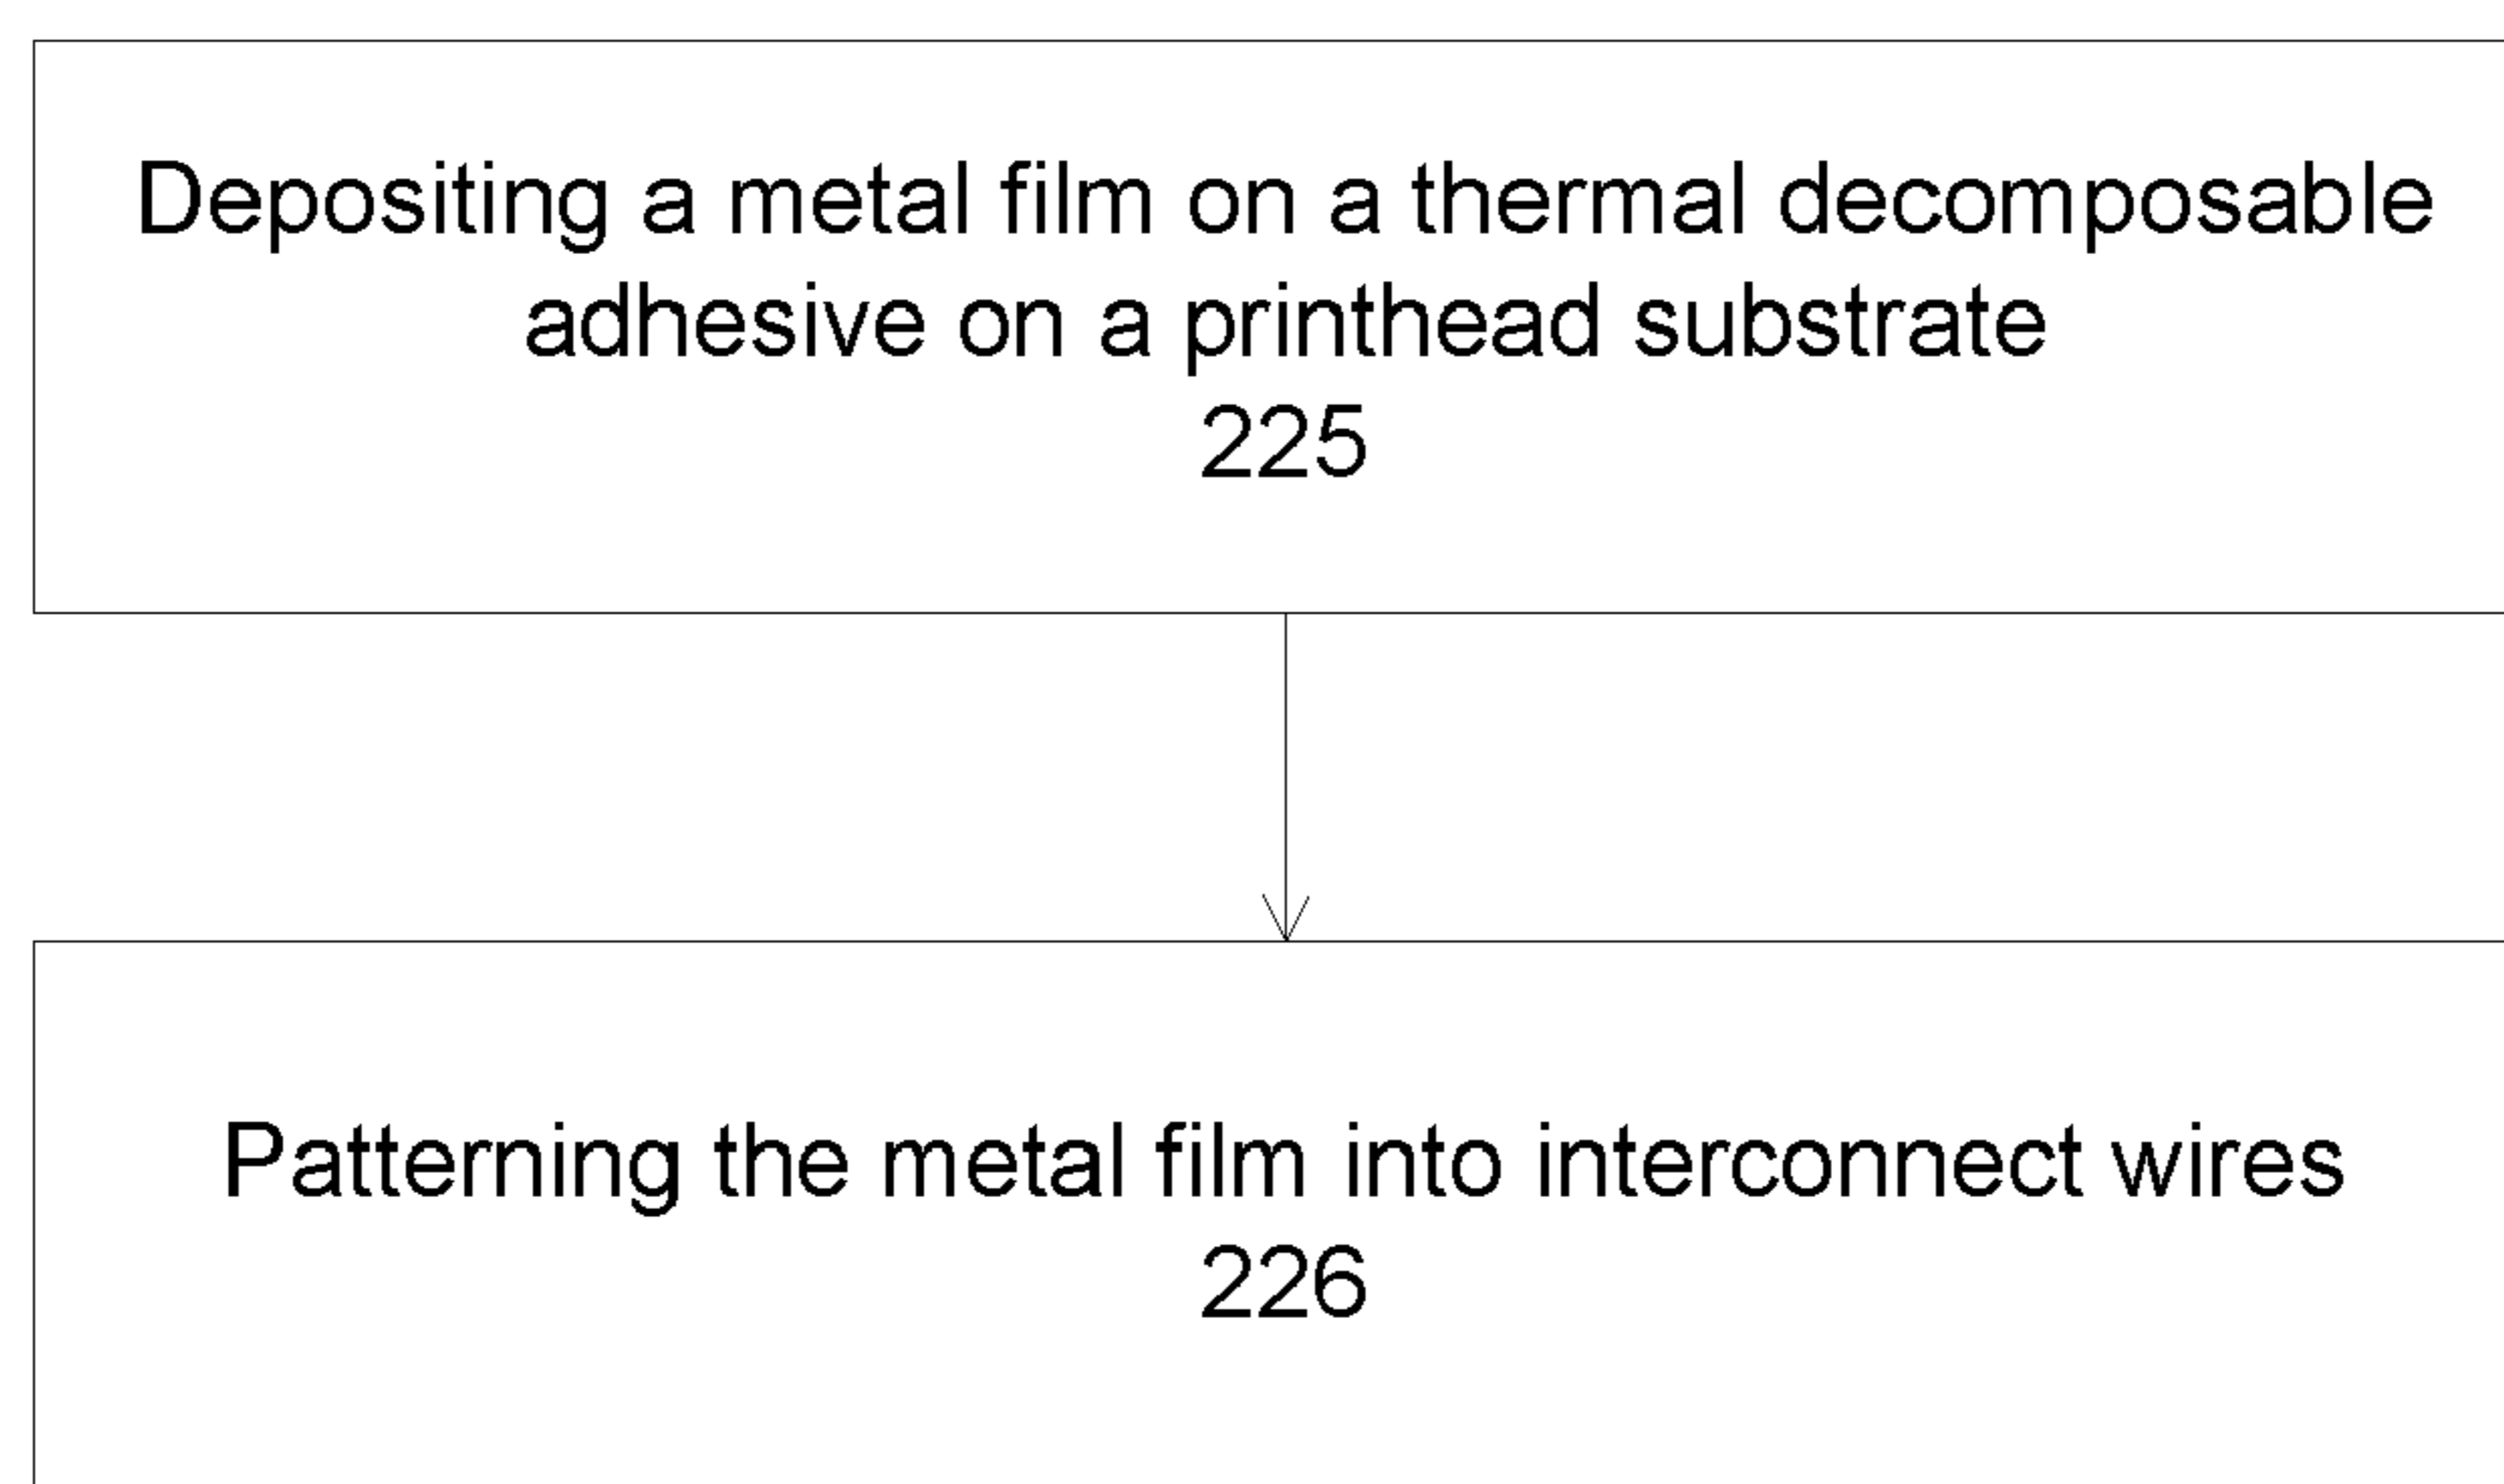 Depositing a metal film on a thermal decomposable
adhesive on a printhead substrate
225
Patterning the metal film into interconnect wires
226